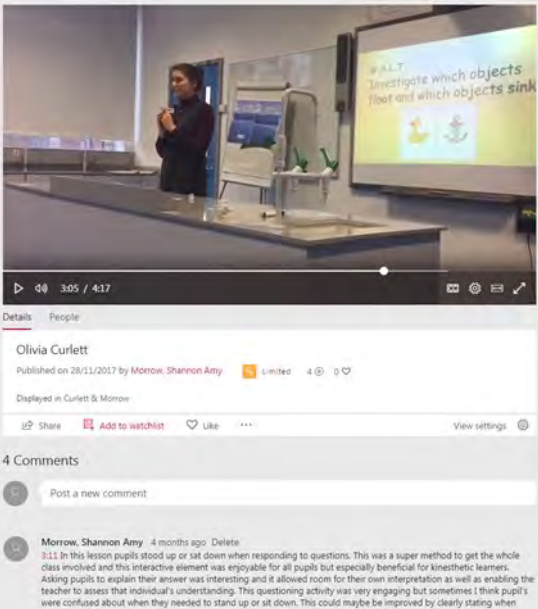 W.A.L.T.
Investigate which objects
float and which objects sink
3:05 / 4:17
CC
Details People
Olivia Curlett
Published on 28/11/2017 by Morrow, Shannon Amy Limited 4 0
Displayed in Curlett & Morrow
Share Add to watchlist Like ... View settings
4 Comments
Post a new comment
Morrow, Shannon Amy 4 months ago Delete
3:11 In this lesson pupils stood up or sat down when responding to questions. This was a super method to get the whole
class involved and this interactive element was enjoyable for all pupils but especially beneficial for kinesthetic learners.
Asking pupils to explain their answer was interesting and it allowed room for their own interpretation as well as enabling the
teacher to assess that individual's understanding. This questioning activity was very engaging but sometimes I think pupil's
were confused about when they needed to stand up or sit down. This could maybe be improved by clearly stating when